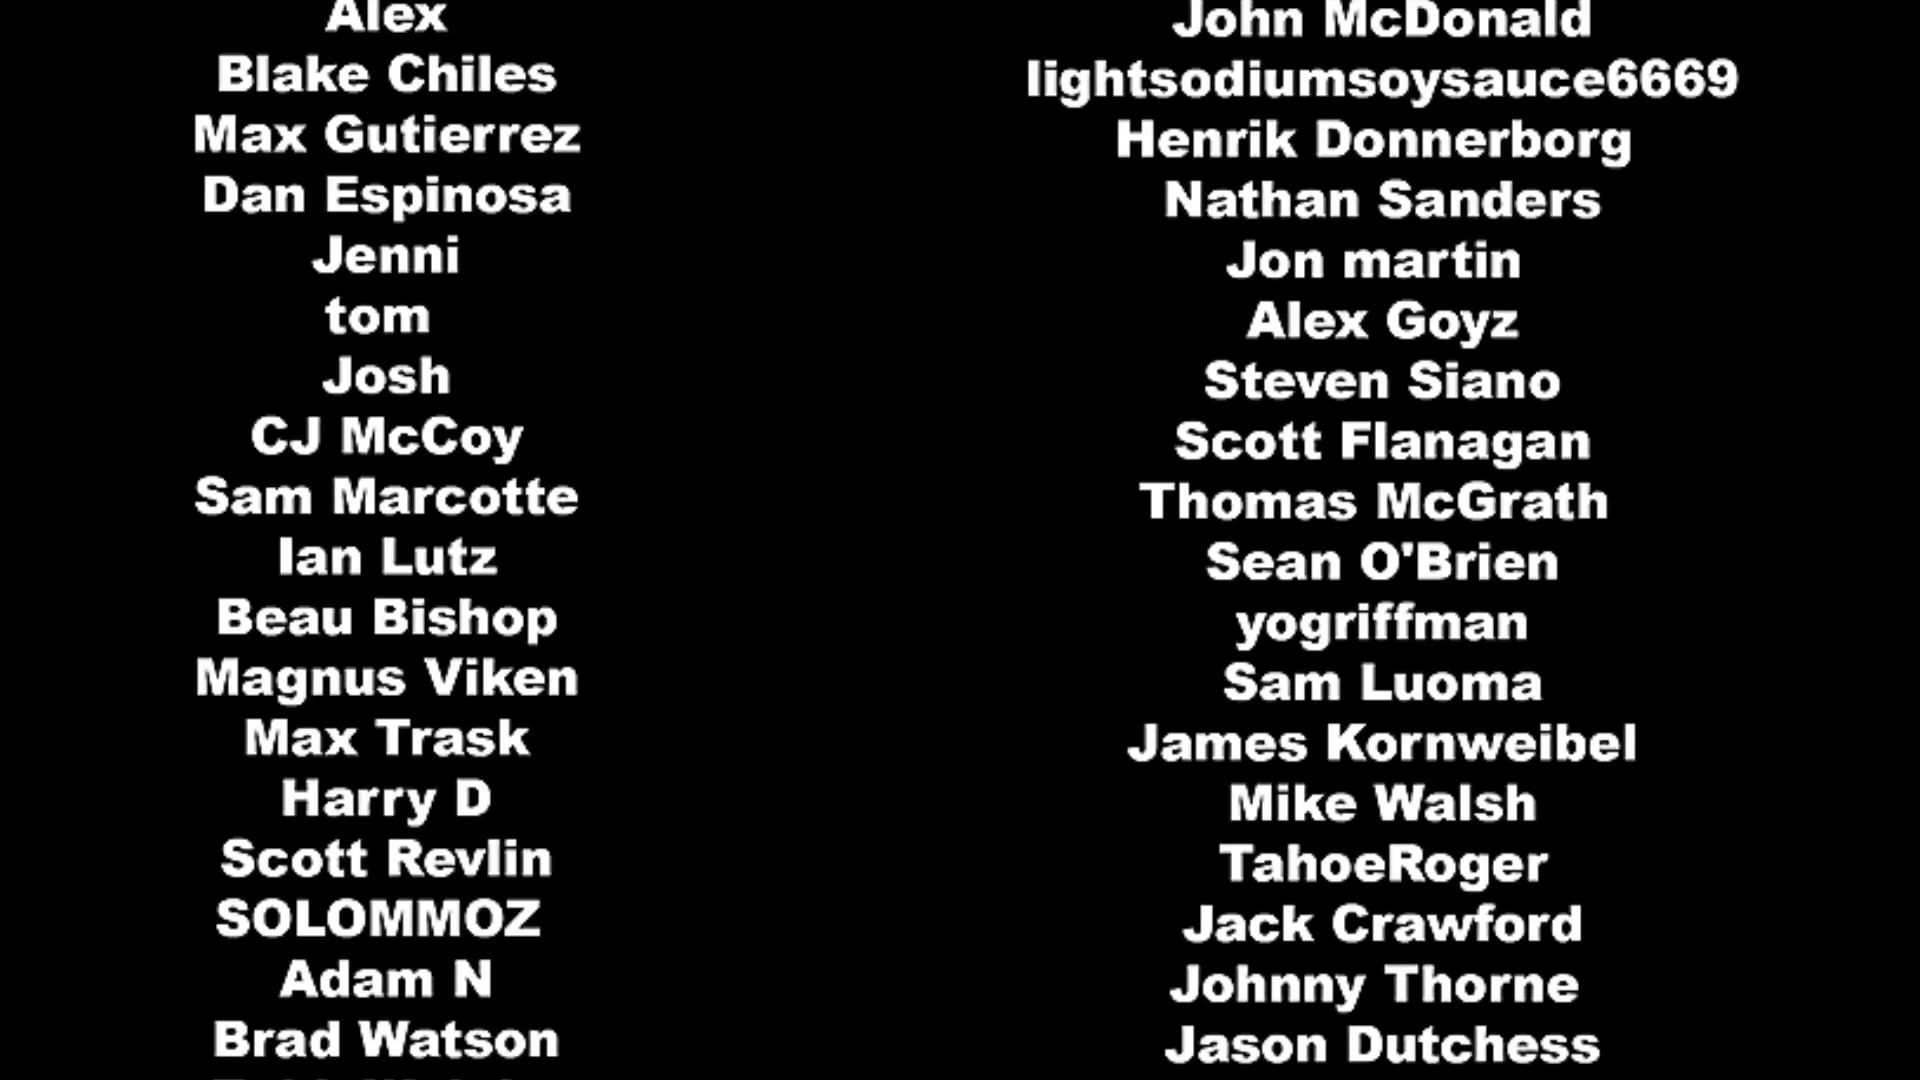 Alex
Blake Chiles
Max Gutierrez
Dan Espinosa
Jenni
tom
Josh
CJ McCoy
Sam Marcotte
Ian Lutz
Beau Bishop
Magnus Viken
Max Trask
Harry D
Scott Revlin
SOLOMMOZ
Adam N
Brad Watson
John McDonald
lightsodiumsoysauce6669
Henrik Donnerborg
Nathan Sanders
Jon martin
Alex Goyz
Steven Siano
Scott Flanagan
Thomas McGrath
Sean O'Brien
yogriffman
Sam Luoma
James Kornweibel
Mike Walsh
TahoeRoger
Jack Crawford
Johnny Thorne
Jason Dutchess